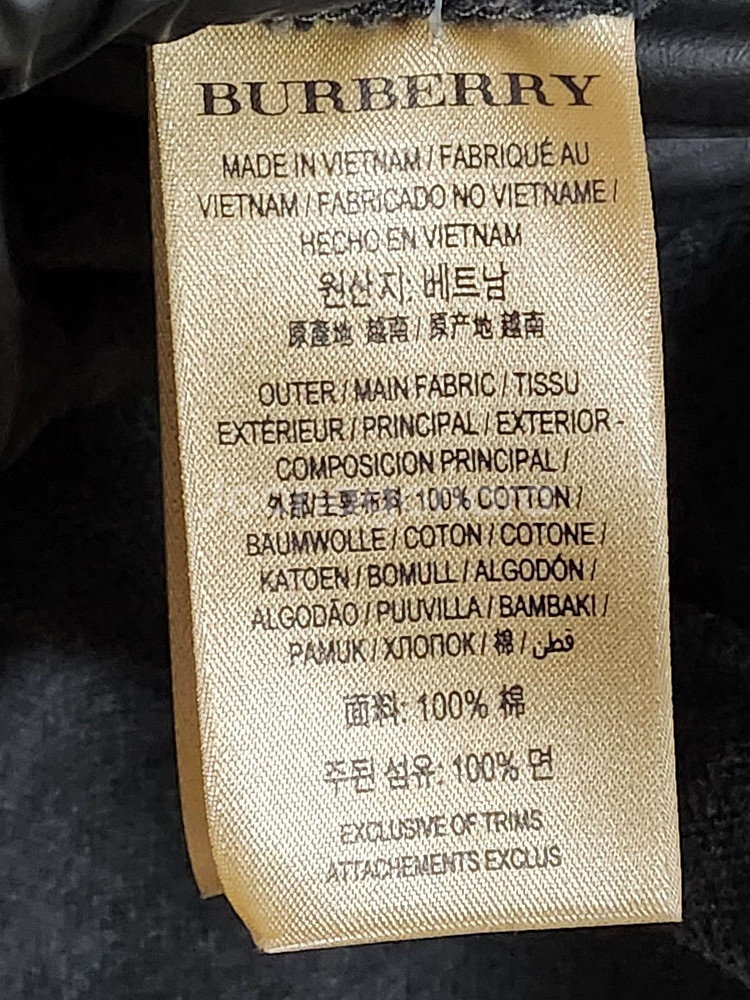 BURBERRY
MADE IN VIETNAM / FABRIQUÉ AU
VIETNAM / FABRICADO NO VIETNAME /
HECHO EN VIETNAM
원산지: 베트남
原產地 越南 / 原产地 越南
OUTER / MAIN FABRIC / TISSU
EXTÉRIEUR / PRINCIPAL / EXTERIOR -
COMPOSICION PRINCIPAL /
外部/主要布料: 100% COTTON /
BAUMWOLLE / COTON / COTONE /
KATOEN / BOMULL / ALGODÓN /
ALGODÃO / PUUVILLA / BAMBAKI /
PAMUK / ХЛОПОК / 棉 / قطن
面料: 100% 棉
주된 섬유: 100% 면
EXCLUSIVE OF TRIMS
ATTACHEMENTS EXCLUS